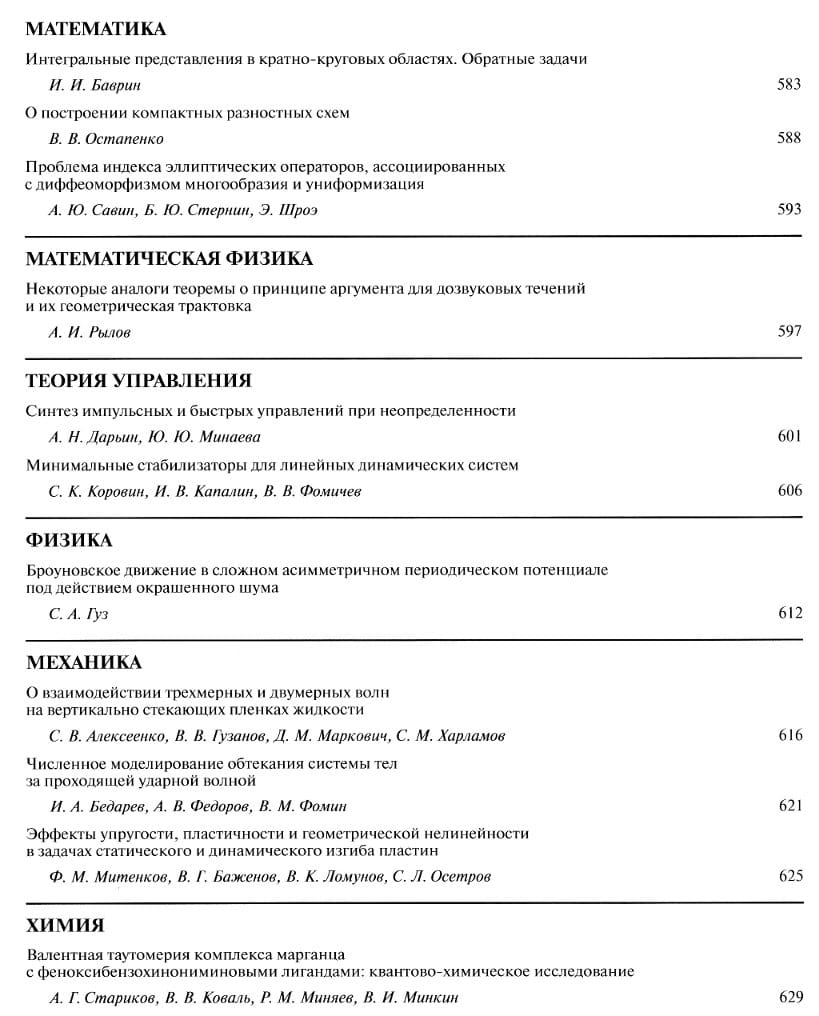 МАТЕМАТИКА
Интегральные представления в кратно-круговых областях. Обратные задачи
И. И. Баврин 583
О построении компактных разностных схем
В. В. Остапенко 588
Проблема индекса эллиптических операторов, ассоциированных
с диффеоморфизмом многообразия и униформизация
А. Ю. Савин, Б. Ю. Стернин, Э. Шроэ 593
МАТЕМАТИЧЕСКАЯ ФИЗИКА
Некоторые аналоги теоремы о принципе аргумента для дозвуковых течений
и их геометрическая трактовка
А. И. Рылов 597
ТЕОРИЯ УПРАВЛЕНИЯ
Синтез импульсных и быстрых управлений при неопределенности
А. Н. Дарьин, Ю. Ю. Минаева 601
Минимальные стабилизаторы для линейных динамических систем
С. К. Коровин, И. В. Капалин, В. В. Фомичев 606
ФИЗИКА
Броуновское движение в сложном асимметричном периодическом потенциале
под действием окрашенного шума
С. А. Гуз 612
МЕХАНИКА
О взаимодействии трехмерных и двумерных волн
на вертикально стекающих пленках жидкости
С. В. Алексеенко, В. В. Гузанов, Д. М. Маркович, С. М. Харламов 616
Численное моделирование обтекания системы тел
за проходящей ударной волной
И. А. Бедарев, А. В. Федоров, В. М. Фомин 621
Эффекты упругости, пластичности и геометрической нелинейности
в задачах статического и динамического изгиба пластин
Ф. М. Митенков, В. Г. Баженов, В. К. Ломунов, С. Л. Осетров 625
ХИМИЯ
Валентная таутомерия комплекса марганца
с феноксибензохинониминовыми лигандами: квантово-химическое исследование
А. Г. Стариков, В. В. Коваль, Р. М. Миняев, В. И. Минкин 629